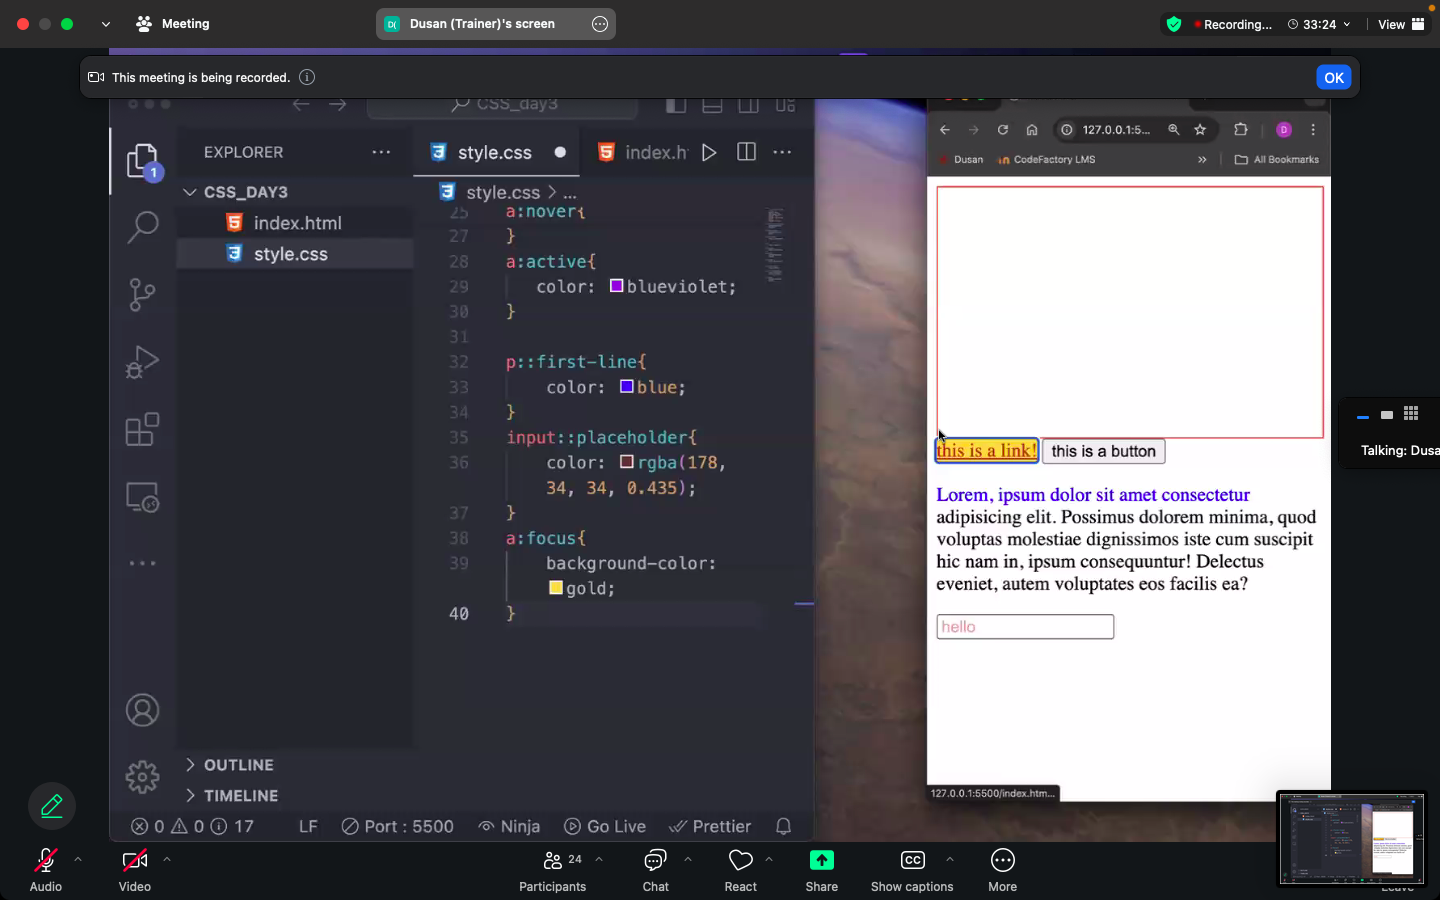 Meeting
D( Dusan (Trainer)'s screen
Recording...
33:24
View
This meeting is being recorded.
OK
CSS_day3
EXPLORER
style.css
index.h
CSS_DAY3
index.html
style.css
style.css > ...
1
25 a:hover{
27 }
28 a:active{
29 color: blueviolet;
30 }
31
32 p::first-line{
33 color: blue;
34 }
35 input::placeholder{
36 color: rgba(178,
34, 34, 0.435);
37 }
38 a:focus{
39 background-color:
gold;
40 }
OUTLINE
TIMELINE
0 0 17
LF
Port : 5500
Ninja
Go Live
Prettier
127.0.0.1:5...
D
Dusan
CodeFactory LMS
All Bookmarks
this is a link!
this is a button
Lorem, ipsum dolor sit amet consectetur
adipisicing elit. Possimus dolorem minima, quod
voluptas molestiae dignissimos iste cum suscipit
hic nam in, ipsum consequuntur! Delectus
eveniet, autem voluptates eos facilis ea?
hello
127.0.0.1:5500/index.htm...
Talking: Dusa
Audio
Video
24
Participants
Chat
React
Share
CC
Show captions
More
Leave